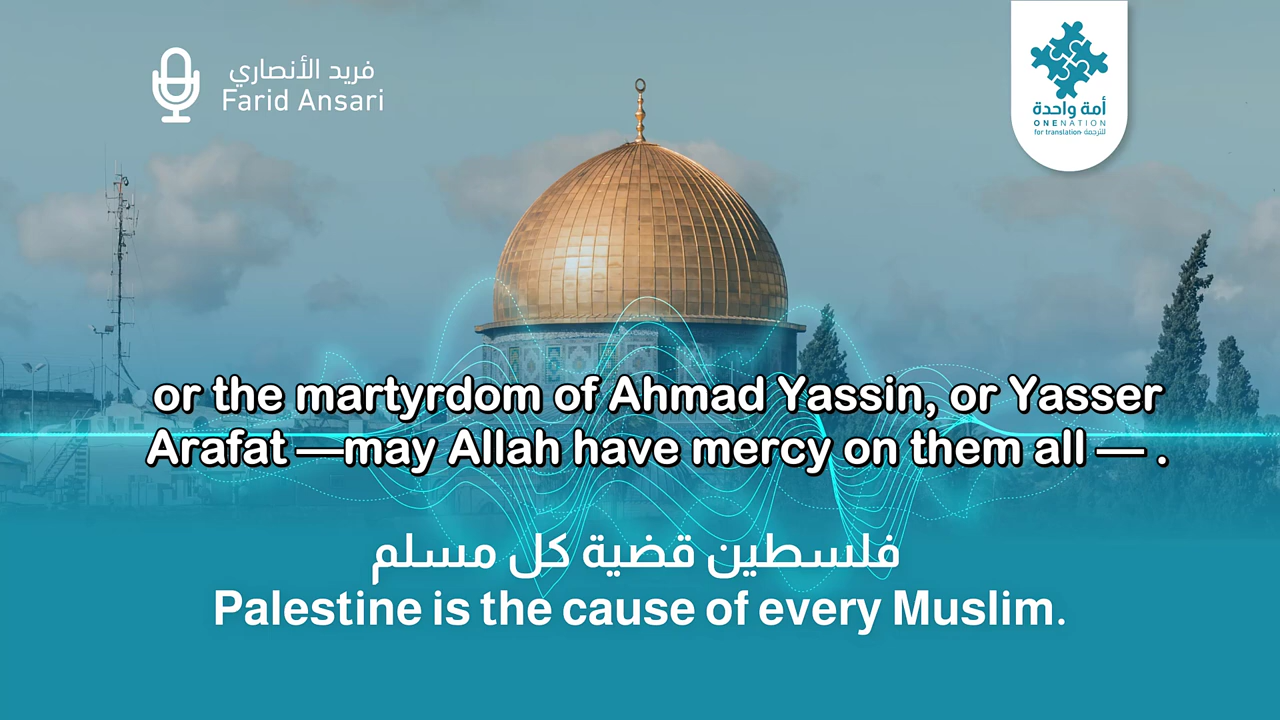 فريد الأنصاري
Farid Ansari
أمة واحدة
ONENATION
for translation للترجمة
or the martyrdom of Ahmad Yassin, or Yasser
Arafat —may Allah have mercy on them all — .
فلسطين قضية كل مسلم
Palestine is the cause of every Muslim.